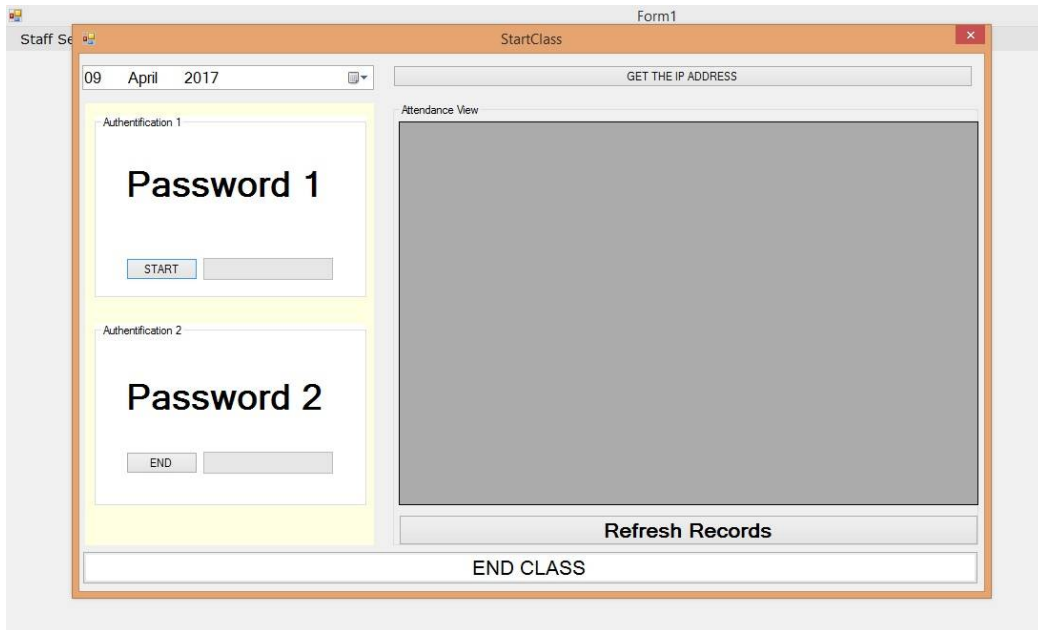 Form1
Staff Se
StartClass
09 April 2017
GET THE IP ADDRESS
Authentification 1
Password 1
START
Authentification 2
Password 2
END
Attendance View
Refresh Records
END CLASS